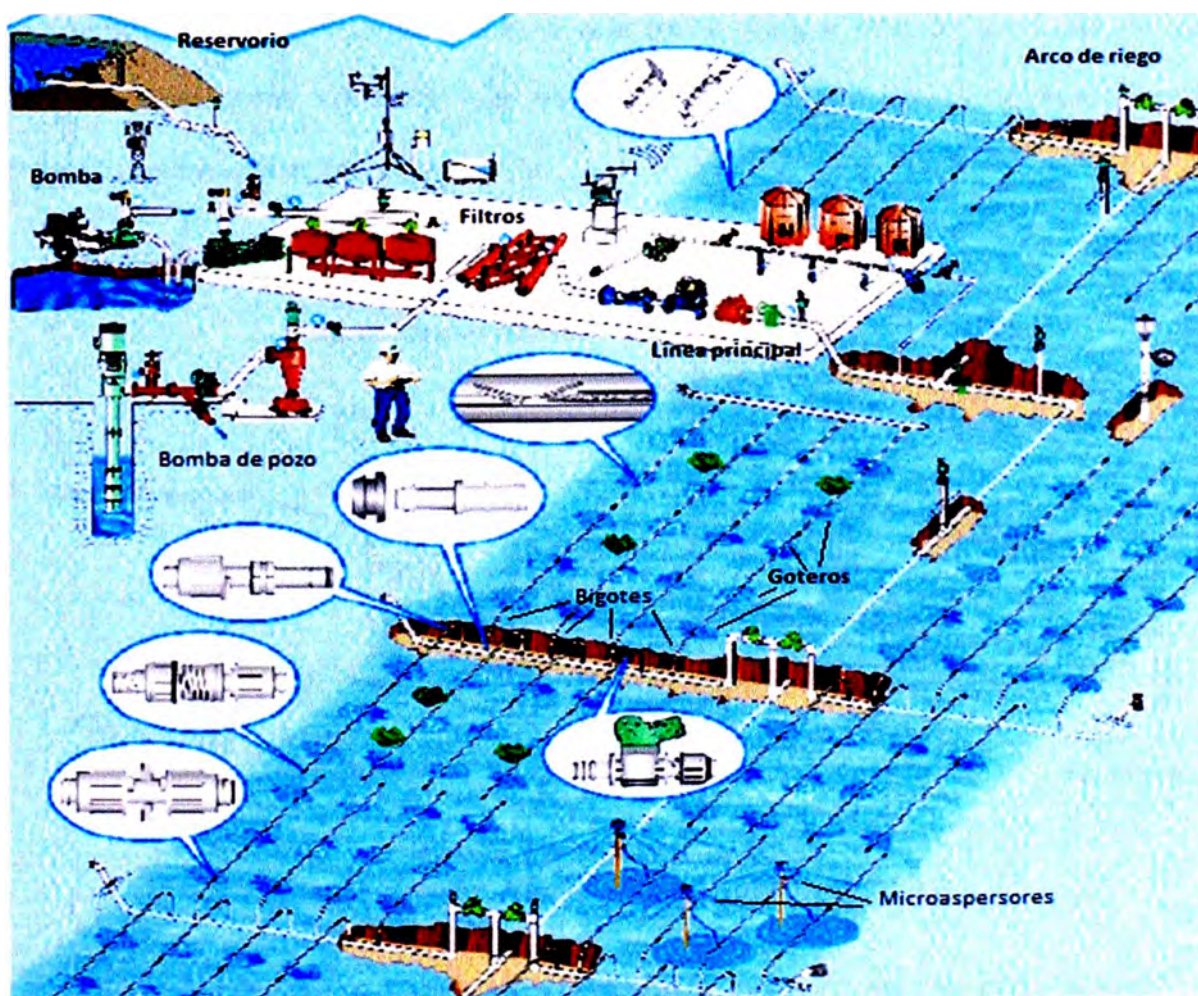 Reservorio
Arco de riego
Bomba
Filtros
Línea principal
Bomba de pozo
Goteros
Bigotes
Microaspersores